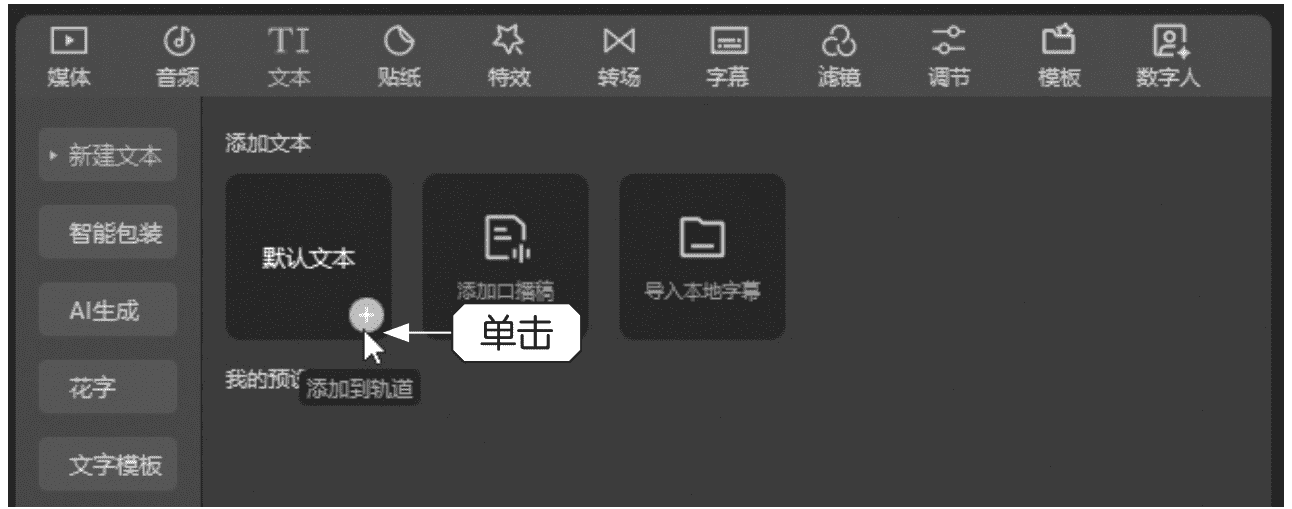 TI
媒体 音频 文本 贴纸 特效 转场 字幕 滤镜 调节 模板 数字人
新建文本
添加文本
智能包装
默认文本
添加口播稿
导入本地字幕
AI生成
单击
花字
我的预设
添加到轨道
文字模板